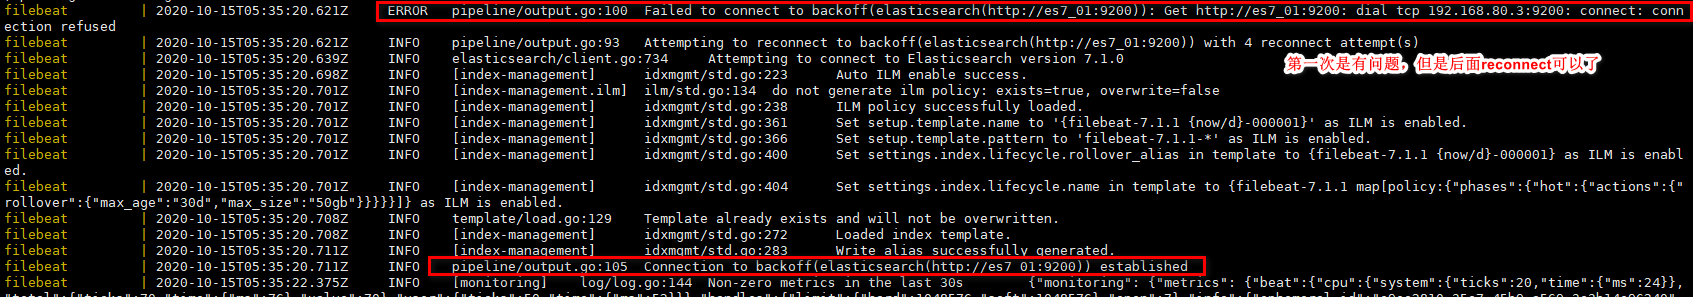 filebeat | 2020-10-15T05:35:20.621Z ERROR pipeline/output.go:100 Failed to connect to backoff(elasticsearch(http://es7_01:9200)): Get http://es7_01:9200: dial tcp 192.168.80.3:9200: connect: conn
ection refused
filebeat | 2020-10-15T05:35:20.621Z INFO pipeline/output.go:93 Attempting to reconnect to backoff(elasticsearch(http://es7_01:9200)) with 4 reconnect attempt(s)
filebeat | 2020-10-15T05:35:20.639Z INFO elasticsearch/client.go:734 Attempting to connect to Elasticsearch version 7.1.0
第一次是有问题，但是后面reconnect可以了
filebeat | 2020-10-15T05:35:20.698Z INFO [index-management] idxmgmt/std.go:223 Auto ILM enable success.
filebeat | 2020-10-15T05:35:20.701Z INFO [index-management.ilm] ilm/std.go:134 do not generate ilm policy: exists=true, overwrite=false
filebeat | 2020-10-15T05:35:20.701Z INFO [index-management] idxmgmt/std.go:238 ILM policy successfully loaded.
filebeat | 2020-10-15T05:35:20.701Z INFO [index-management] idxmgmt/std.go:361 Set setup.template.name to '{filebeat-7.1.1 {now/d}-000001}' as ILM is enabled.
filebeat | 2020-10-15T05:35:20.701Z INFO [index-management] idxmgmt/std.go:366 Set setup.template.pattern to 'filebeat-7.1.1-*' as ILM is enabled.
filebeat | 2020-10-15T05:35:20.701Z INFO [index-management] idxmgmt/std.go:400 Set settings.index.lifecycle.rollover_alias in template to {filebeat-7.1.1 {now/d}-000001} as ILM is enabl
ed.
filebeat | 2020-10-15T05:35:20.701Z INFO [index-management] idxmgmt/std.go:404 Set settings.index.lifecycle.name in template to {filebeat-7.1.1 map[policy:{"phases":{"hot":{"actions":{"
rollover":{"max_age":"30d","max_size":"50gb"}}}}}]} as ILM is enabled.
filebeat | 2020-10-15T05:35:20.708Z INFO template/load.go:129 Template already exists and will not be overwritten.
filebeat | 2020-10-15T05:35:20.708Z INFO [index-management] idxmgmt/std.go:272 Loaded index template.
filebeat | 2020-10-15T05:35:20.711Z INFO [index-management] idxmgmt/std.go:283 Write alias successfully generated.
filebeat | 2020-10-15T05:35:20.711Z INFO pipeline/output.go:105 Connection to backoff(elasticsearch(http://es7_01:9200)) established
filebeat | 2020-10-15T05:35:22.375Z INFO [monitoring] log/log.go:144 Non-zero metrics in the last 30s {"monitoring": {"metrics": {"beat":{"cpu":{"system":{"ticks":20,"time":{"ms":24}},